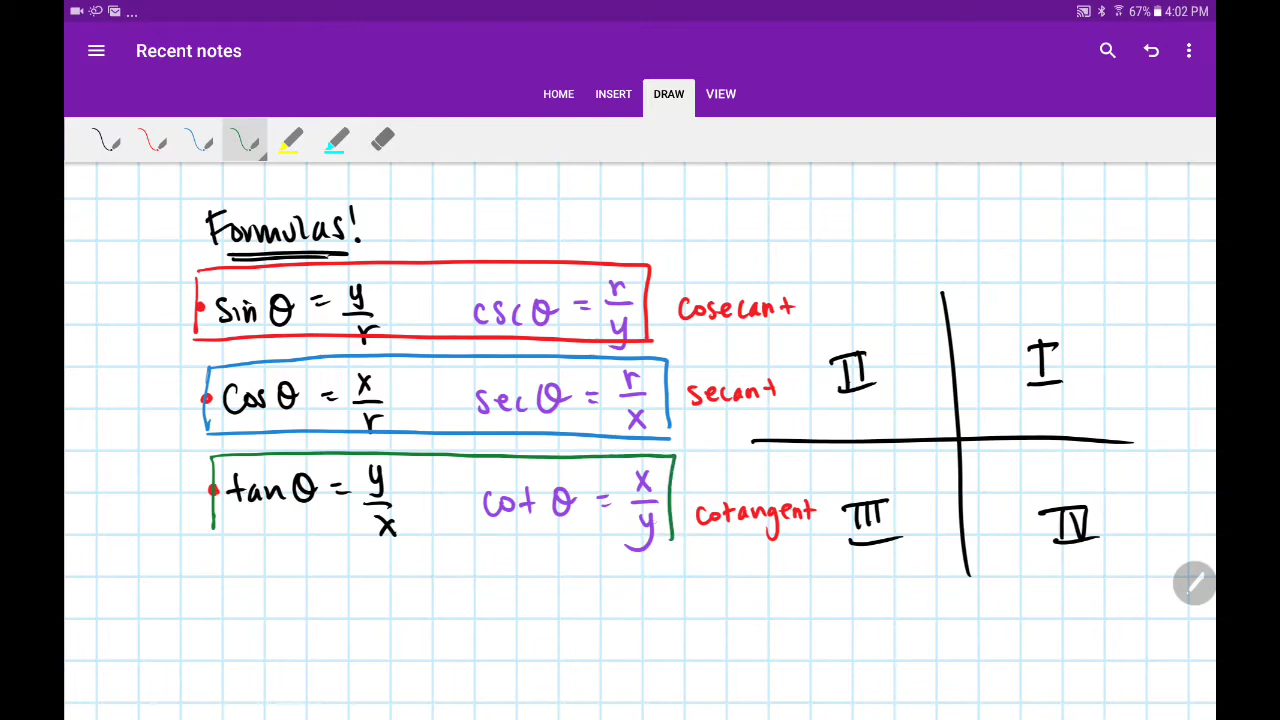 ... 67% 4:02 PM
Recent notes
HOME INSERT DRAW VIEW
Formulas!
sin θ = y/r csc θ = r/y cosecant
cos θ = x/r sec θ = r/x secant
tan θ = y/x cot θ = x/y cotangent
II I
III IV